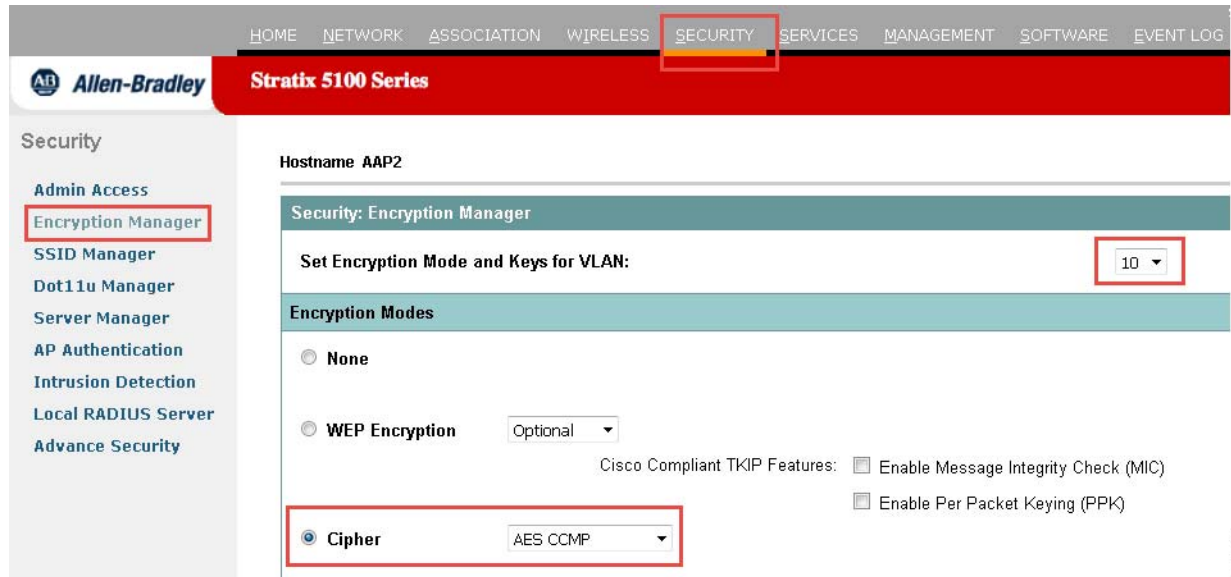 HOME NETWORK ASSOCIATION WIRELESS SECURITY SERVICES MANAGEMENT SOFTWARE EVENT LOG
AB Allen-Bradley
Stratix 5100 Series
Security
Admin Access
Encryption Manager
SSID Manager
Dot11u Manager
Server Manager
AP Authentication
Intrusion Detection
Local RADIUS Server
Advance Security
Hostname AAP2
Security: Encryption Manager
Set Encryption Mode and Keys for VLAN: 10
Encryption Modes
None
WEP Encryption Optional
Cisco Compliant TKIP Features: Enable Message Integrity Check (MIC)
Enable Per Packet Keying (PPK)
Cipher AES CCMP